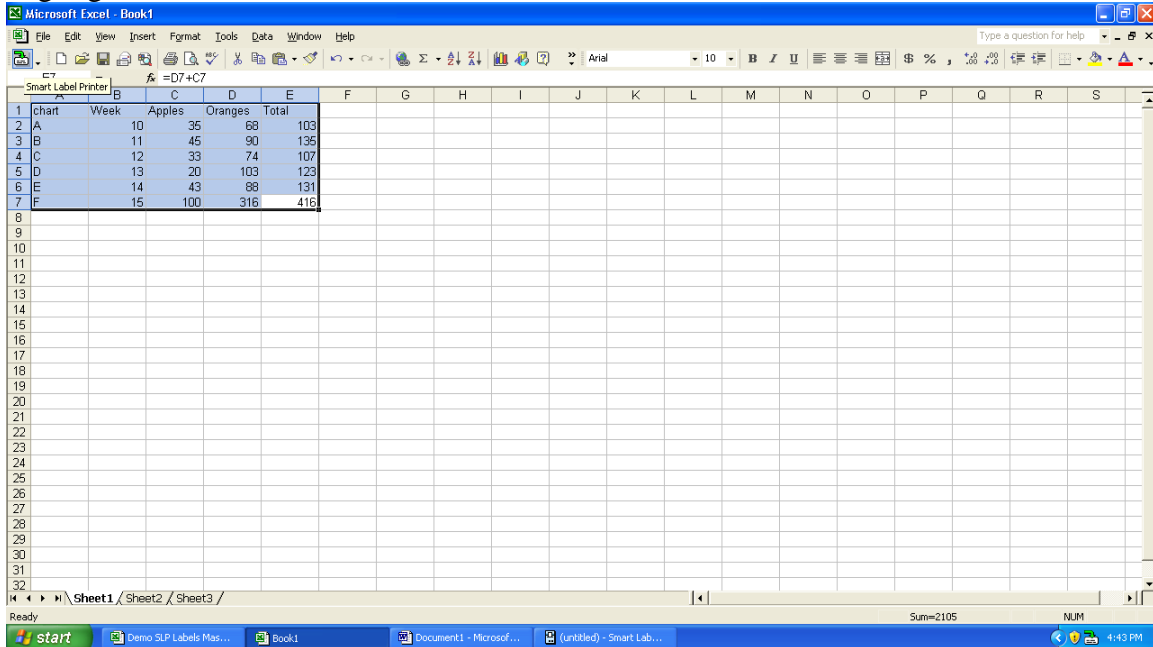 Microsoft Excel - Book1
File Edit View Insert Format Tools Data Window Help Type a question for help
Arial 10 B I U $ % ,
E7 fx =D7+C7
Smart Label Printer
A B C D E F G H I J K L M N O P Q R S
1 chart Week Apples Oranges Total
2 A 10 35 68 103
3 B 11 45 90 135
4 C 12 33 74 107
5 D 13 20 103 123
6 E 14 43 88 131
7 F 15 100 316 416
8
9
10
11
12
13
14
15
16
17
18
19
20
21
22
23
24
25
26
27
28
29
30
31
32
Sheet1 Sheet2 Sheet3
Ready Sum=2105 NUM
start Demo SLP Labels Mas... Book1 Document1 - Microsof... (untitled) - Smart Lab... 4:43 PM